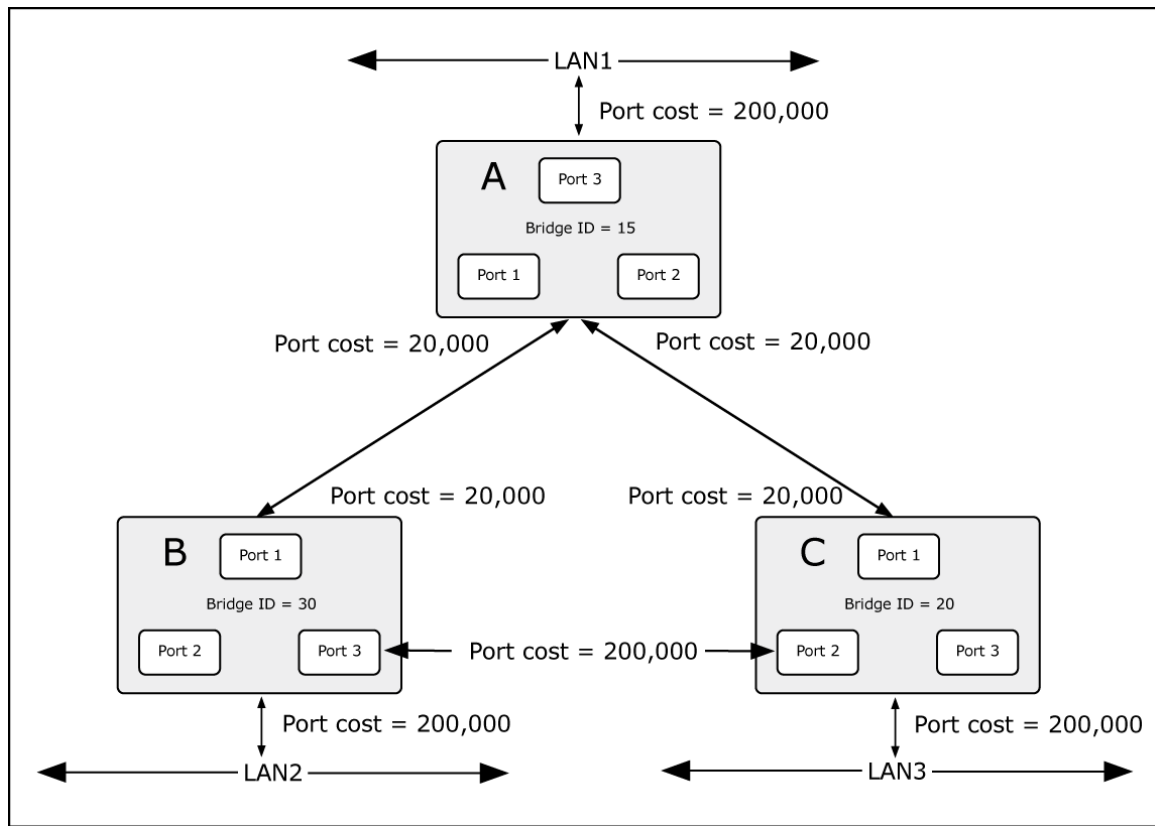 LAN1
Port cost = 200,000
A
Port 3
Bridge ID = 15
Port 1
Port 2
Port cost = 20,000
Port cost = 20,000
Port cost = 20,000
Port cost = 20,000
B
Port 1
Bridge ID = 30
Port 2
Port 3
C
Port 1
Bridge ID = 20
Port 2
Port 3
Port cost = 200,000
Port cost = 200,000
Port cost = 200,000
LAN2
LAN3